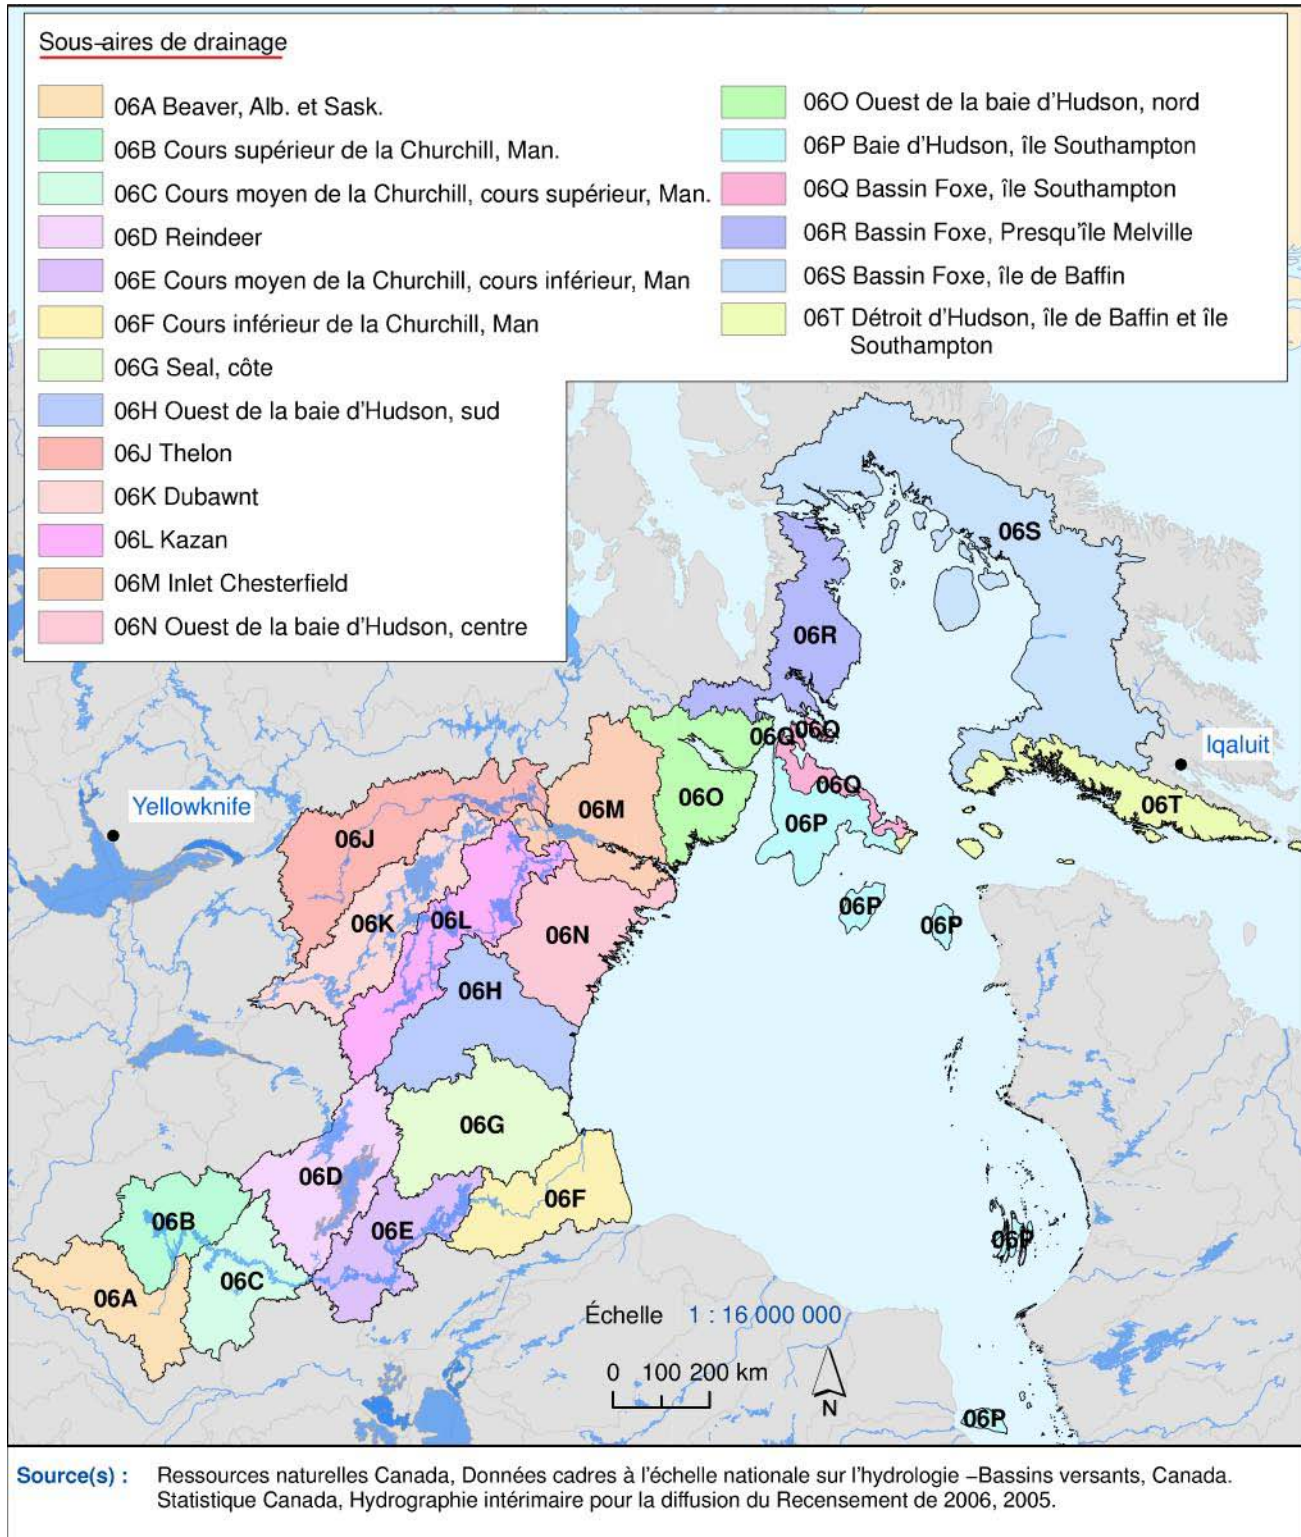 Sous-aires de drainage
06A Beaver, Alb. et Sask.
06B Cours supérieur de la Churchill, Man.
06C Cours moyen de la Churchill, cours supérieur, Man.
06D Reindeer
06E Cours moyen de la Churchill, cours inférieur, Man
06F Cours inférieur de la Churchill, Man
06G Seal, côte
06H Ouest de la baie d'Hudson, sud
06J Thelon
06K Dubawnt
06L Kazan
06M Inlet Chesterfield
06N Ouest de la baie d'Hudson, centre
06O Ouest de la baie d'Hudson, nord
06P Baie d'Hudson, île Southampton
06Q Bassin Foxe, île Southampton
06R Bassin Foxe, Presqu'île Melville
06S Bassin Foxe, île de Baffin
06T Détroit d'Hudson, île de Baffin et île
Southampton
06S
06R
06Q
06Q
Iqaluit
06Q
06M
06O
06T
Yellowknife
06P
06J
06K
06L
06N
06P
06P
06H
06G
06D
06F
06B
06E
06P
06C
06A
Échelle 1 : 16 000 000
0 100 200 km
N
06P
Source(s) : Ressources naturelles Canada, Données cadres à l'échelle nationale sur l'hydrologie –Bassins versants, Canada.
Statistique Canada, Hydrographie intérimaire pour la diffusion du Recensement de 2006, 2005.